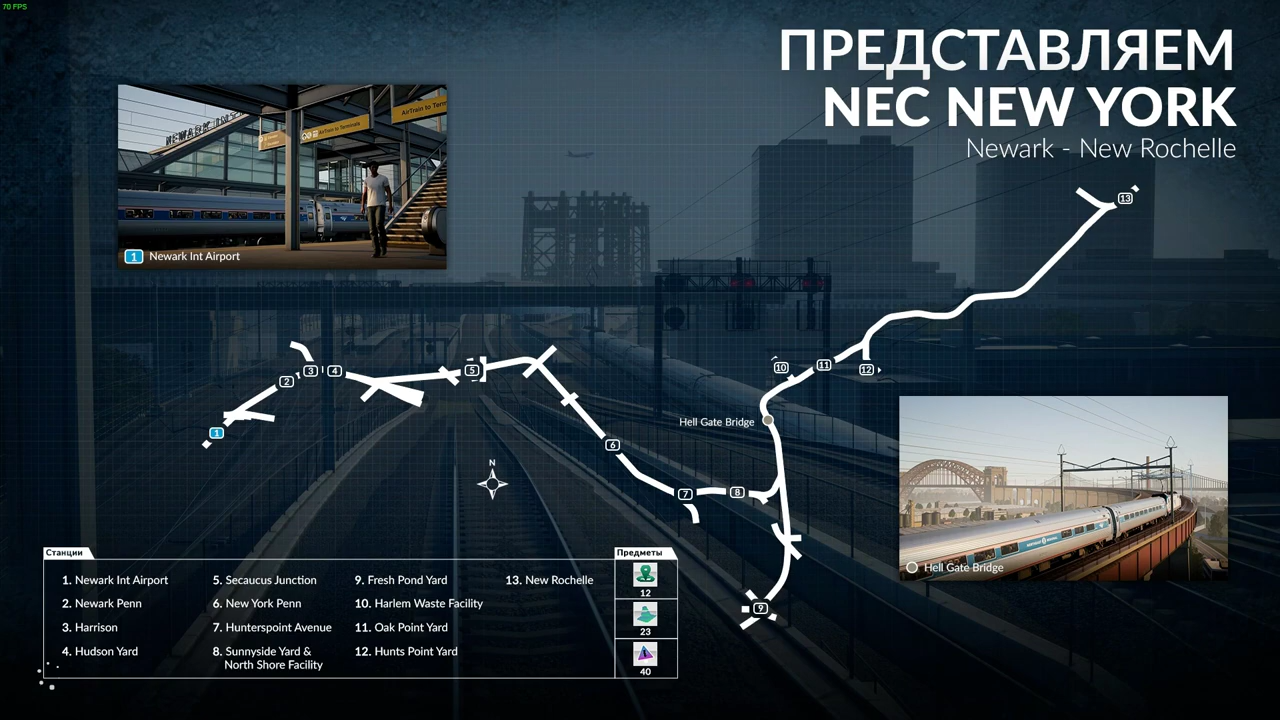 70 FPS
ПРЕДСТАВЛЯЕМ
NEC NEW YORK
Newark - New Rochelle
NEWARK INT
AirTrain to Terminals
AirTrain to Term
1 Newark Int Airport
13
10
11
12
3
4
5
2
1
Hell Gate Bridge
6
N
7
8
9
Hell Gate Bridge
Станции
1. Newark Int Airport
2. Newark Penn
3. Harrison
4. Hudson Yard
5. Secaucus Junction
6. New York Penn
7. Hunterspoint Avenue
8. Sunnyside Yard &
North Shore Facility
9. Fresh Pond Yard
10. Harlem Waste Facility
11. Oak Point Yard
12. Hunts Point Yard
13. New Rochelle
Предметы
12
23
40